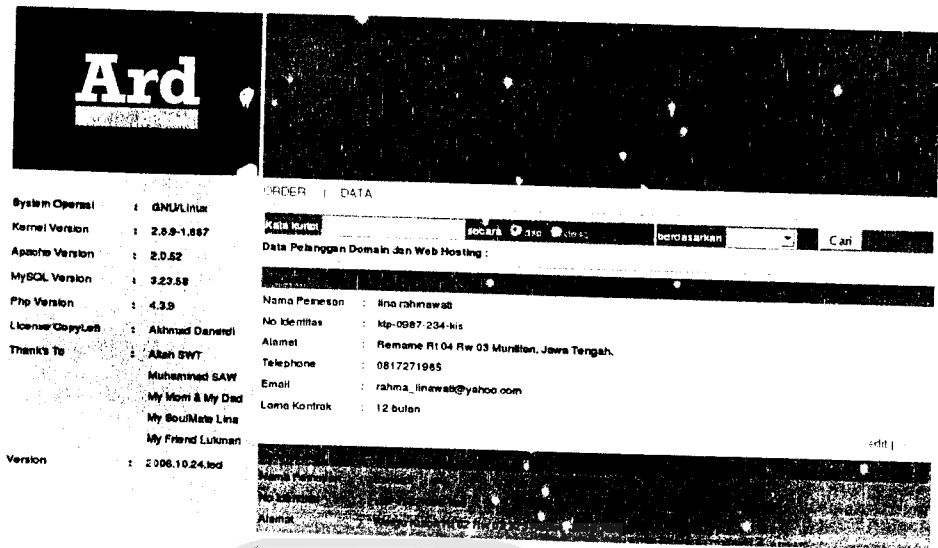 Ard
ORDER | DATA
Kata kunci secara asc desc berdasarkan Cari
Data Pelanggan Domain dan Web Hosting :
System Operasi : GNU/Linux
Kernel Version : 2.6.9-1.667
Apache Version : 2.0.52
MySQL Version : 3.23.58
Php Version : 4.3.9
License CopyLeft : Akhmad Danardi
Thank's To : Allah SWT
Muhammad SAW
My Mom & My Dad
My SoulMate Lina
My Friend Lukman
Version : 2006.10.24.
Nama Pemesan : lina rahmawati
No Identitas : ktp-0987-234-kis
Alamat : Remame Rt 04 Rw 03 Muntilan, Jawa Tengah.
Telephone : 0817271965
Email : rahma_linawati@yahoo.com
Lama Kontrak : 12 bulan
edit |
Alamat